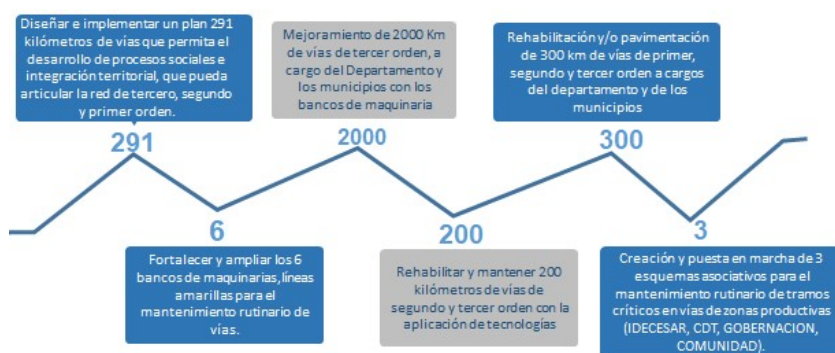 Diseñar e implementar un plan 291
kilómetros de vías que permita el
desarrollo de procesos sociales e
integración territorial, que pueda
articular la red de tercero, segundo
y primer orden.
291
6
Fortalecer y ampliar los 6
bancos de maquinarias,líneas
amarillas para el
mantenimiento rutinario de
vías.
Mejoramiento de 2000 Km
de vías de tercer orden, a
cargo del Departamento y
los municipios con los
bancos de maquinaria
2000
200
Rehabilitar y mantener 200
kilómetros de vías de
segundo y tercer orden con la
aplicación de tecnologías
Rehabilitación y/o pavimentación
de 300 km de vías de primer,
segundo y tercer orden a cargos
del departamento y de los
municipios
300
3
Creación y puesta en marcha de 3
esquemas asociativos para el
mantenimiento rutinario de tramos
críticos en vías de zonas productivas
(IDECESAR, CDT, GOBERNACION,
COMUNIDAD).